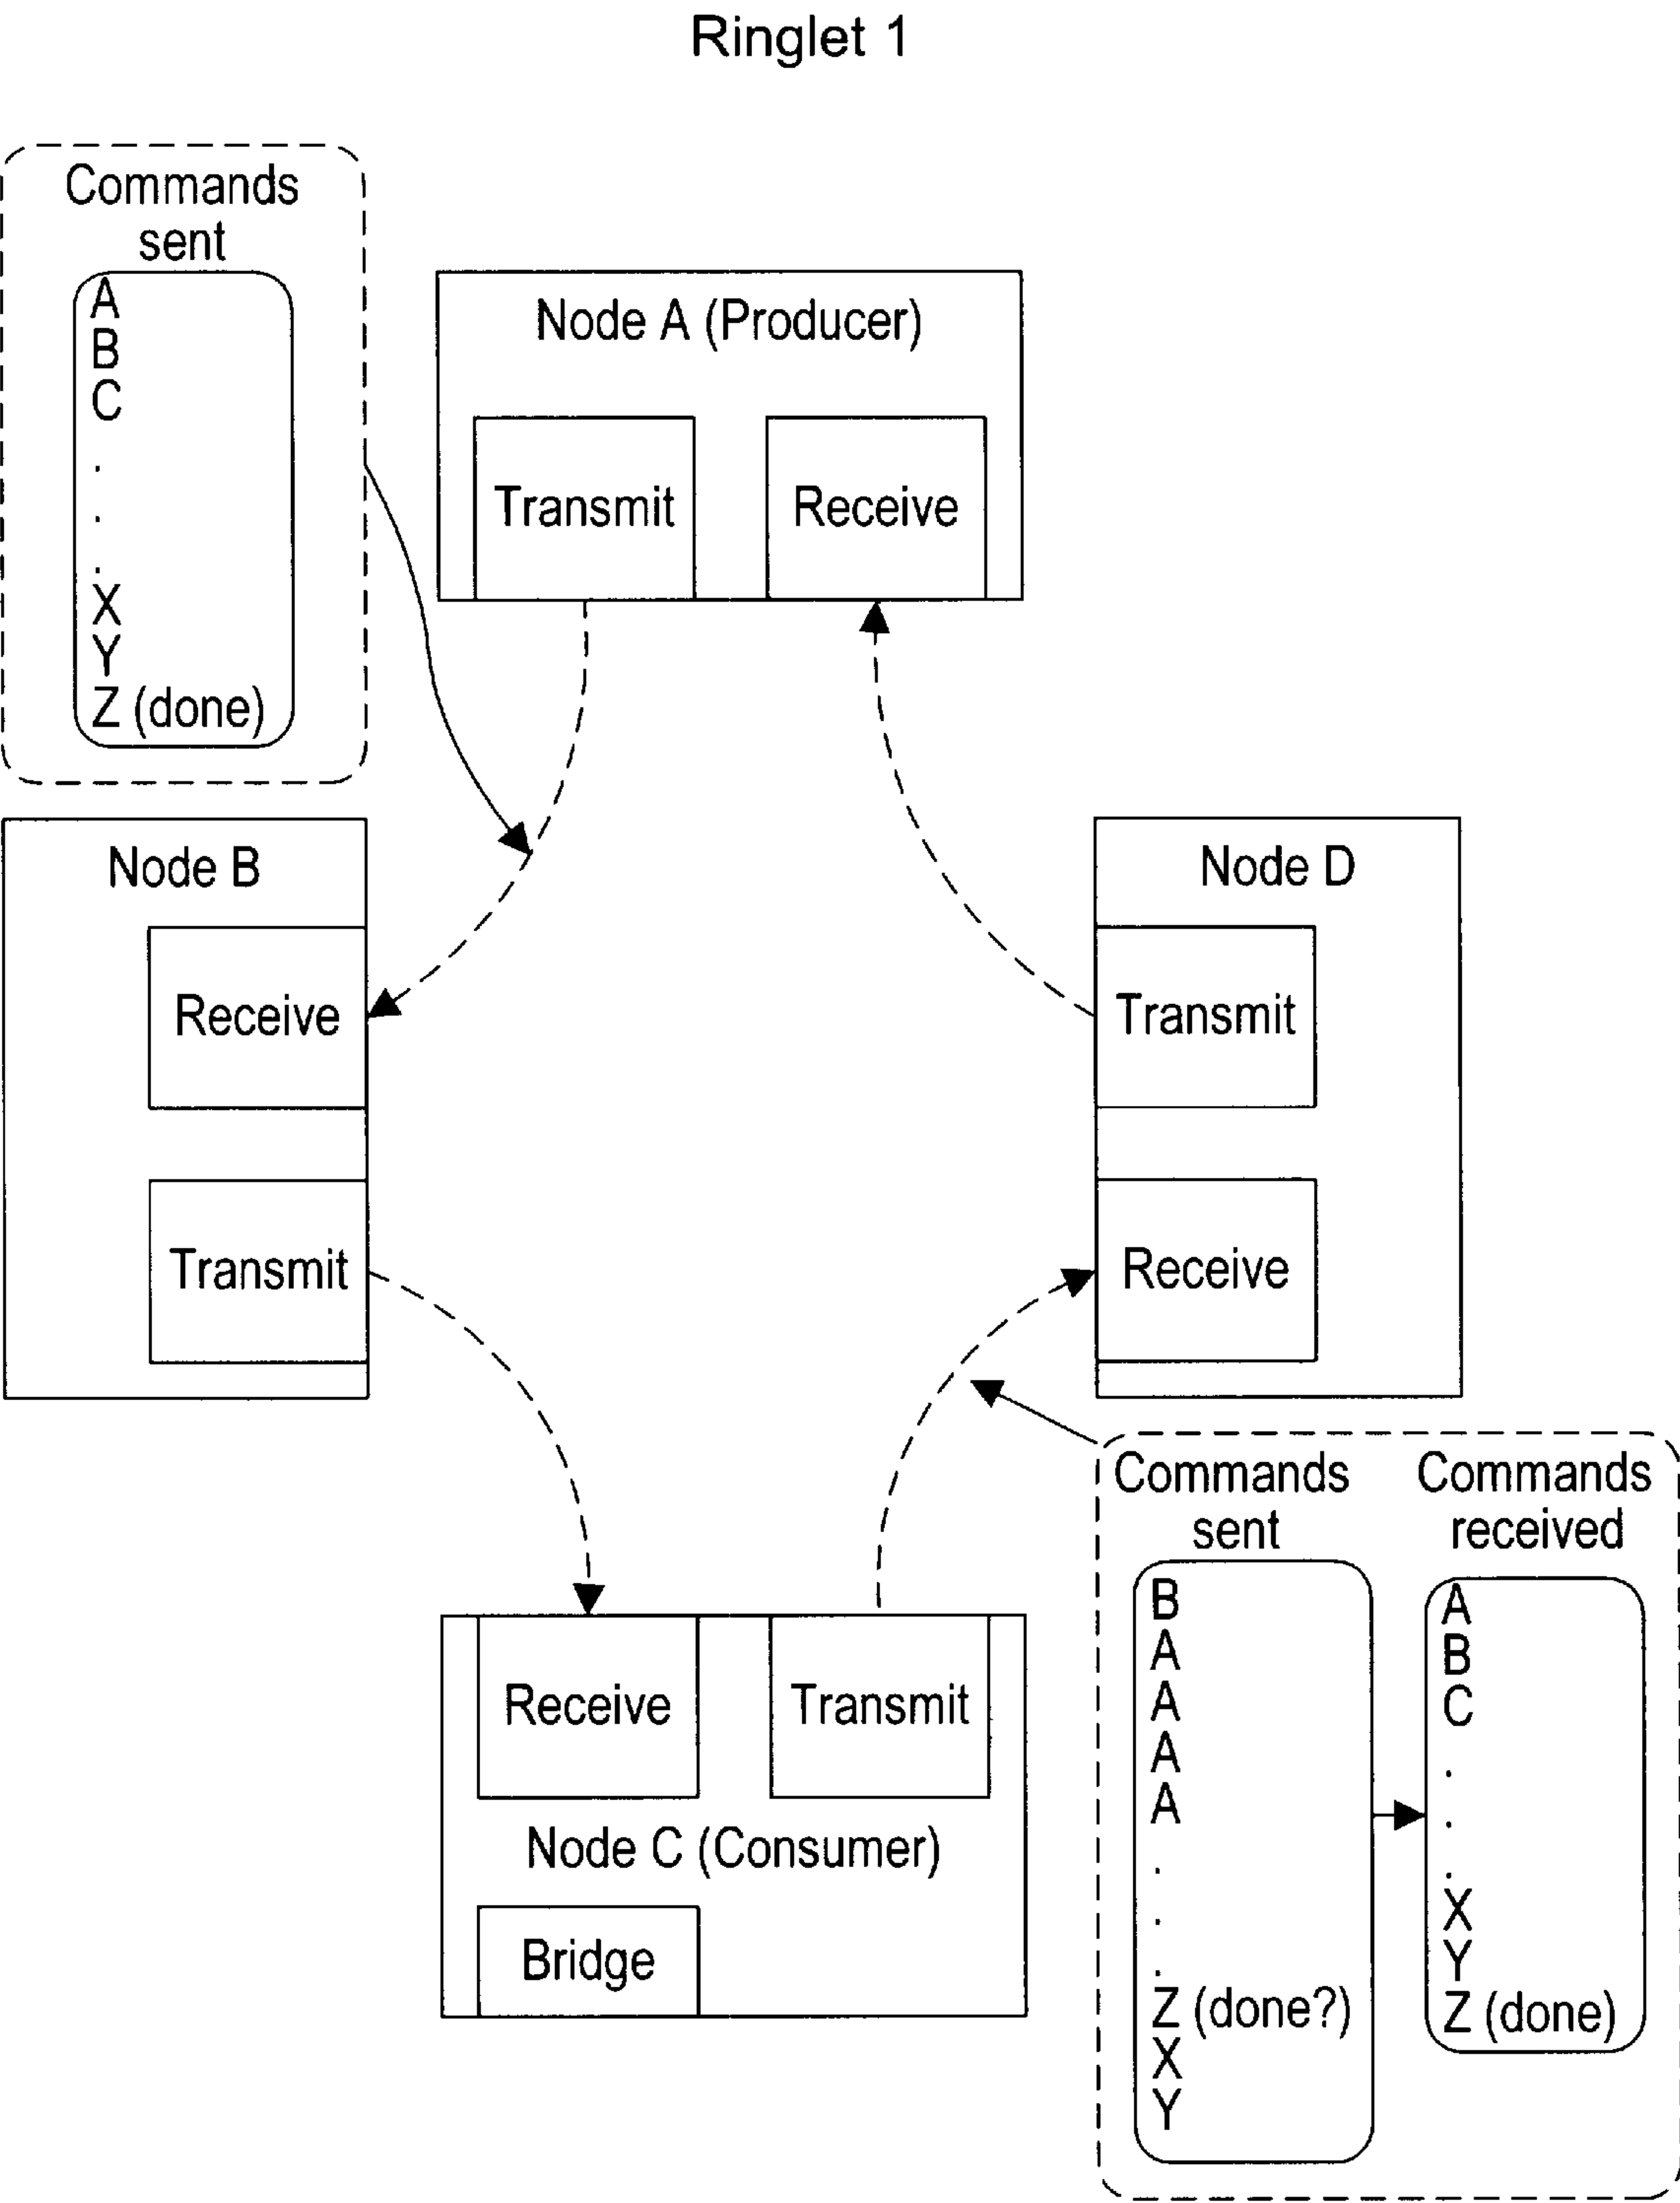 Ringlet 1
Commands
sent
A
B
C
.
.
.
X
Y
Z (done)
Node A (Producer)
Transmit
Receive
Node B
Receive
Transmit
Node D
Transmit
Receive
Receive
Transmit
Node C (Consumer)
Bridge
Commands
sent
B
A
A
A
A
.
.
.
Z (done?)
X
Y
Commands
received
A
B
C
.
.
.
X
Y
Z (done)